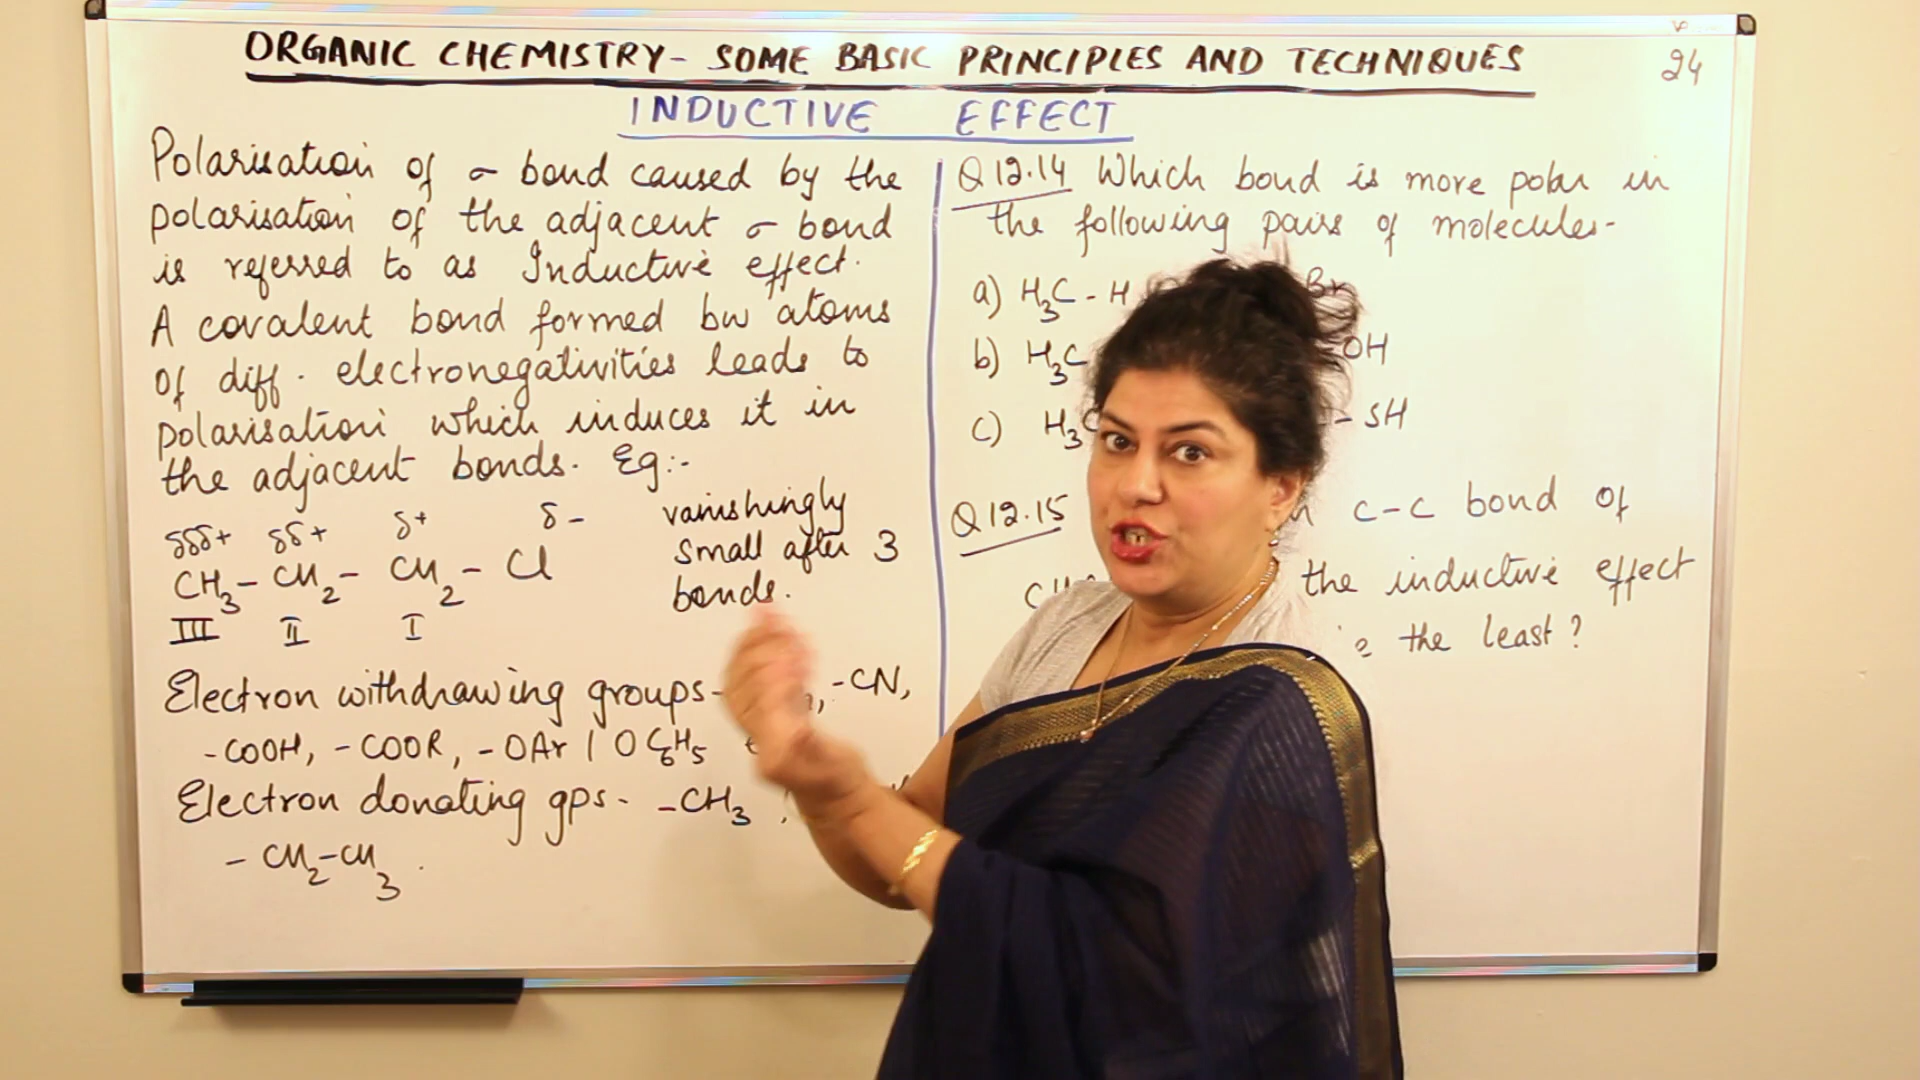 ORGANIC CHEMISTRY - SOME BASIC PRINCIPLES AND TECHNIQUES
24
INDUCTIVE EFFECT
Polarisation of σ bond caused by the
polarisation of the adjacent σ bond
is referred to as Inductive effect.
A covalent bond formed bw atoms
of diff. electronegativities leads to
polarisation which induces it in
the adjacent bonds. Eg:-
δδδ+ δδ+ δ+ δ-
CH₃ - CH₂ - CH₂ - Cl
III II I
vanishingly
small after 3
bonds.
Electron withdrawing groups - -CN,
-COOH, -COOR, -OAr / OC₆H₅
Electron donating gps. -CH₃,
- CH₂-CH₃.
Q 12.14 Which bond is more polar in
the following pairs of molecules-
a) H₃C - H Br
b) H₃C OH
c) H₃C - SH
Q 12.15 C-C bond of
the inductive effect
the least?